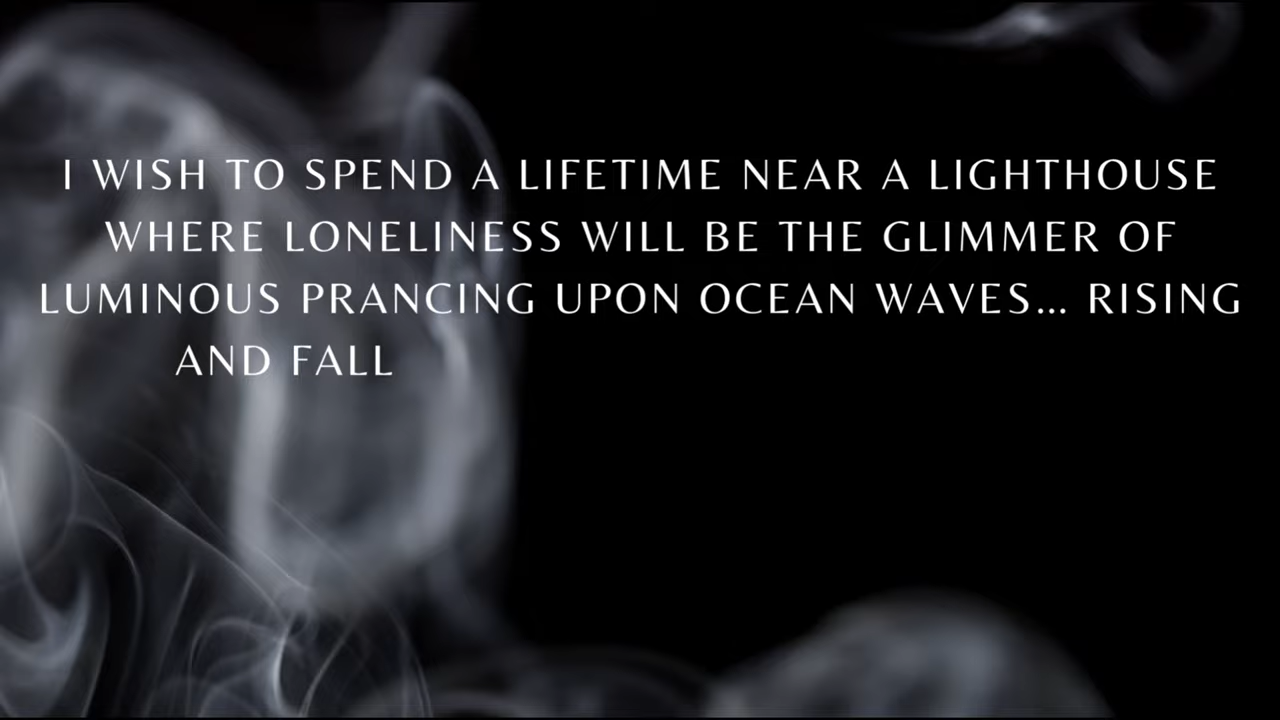 I WISH TO SPEND A LIFETIME NEAR A LIGHTHOUSE
WHERE LONELINESS WILL BE THE GLIMMER OF
LUMINOUS PRANCING UPON OCEAN WAVES... RISING
AND FALL